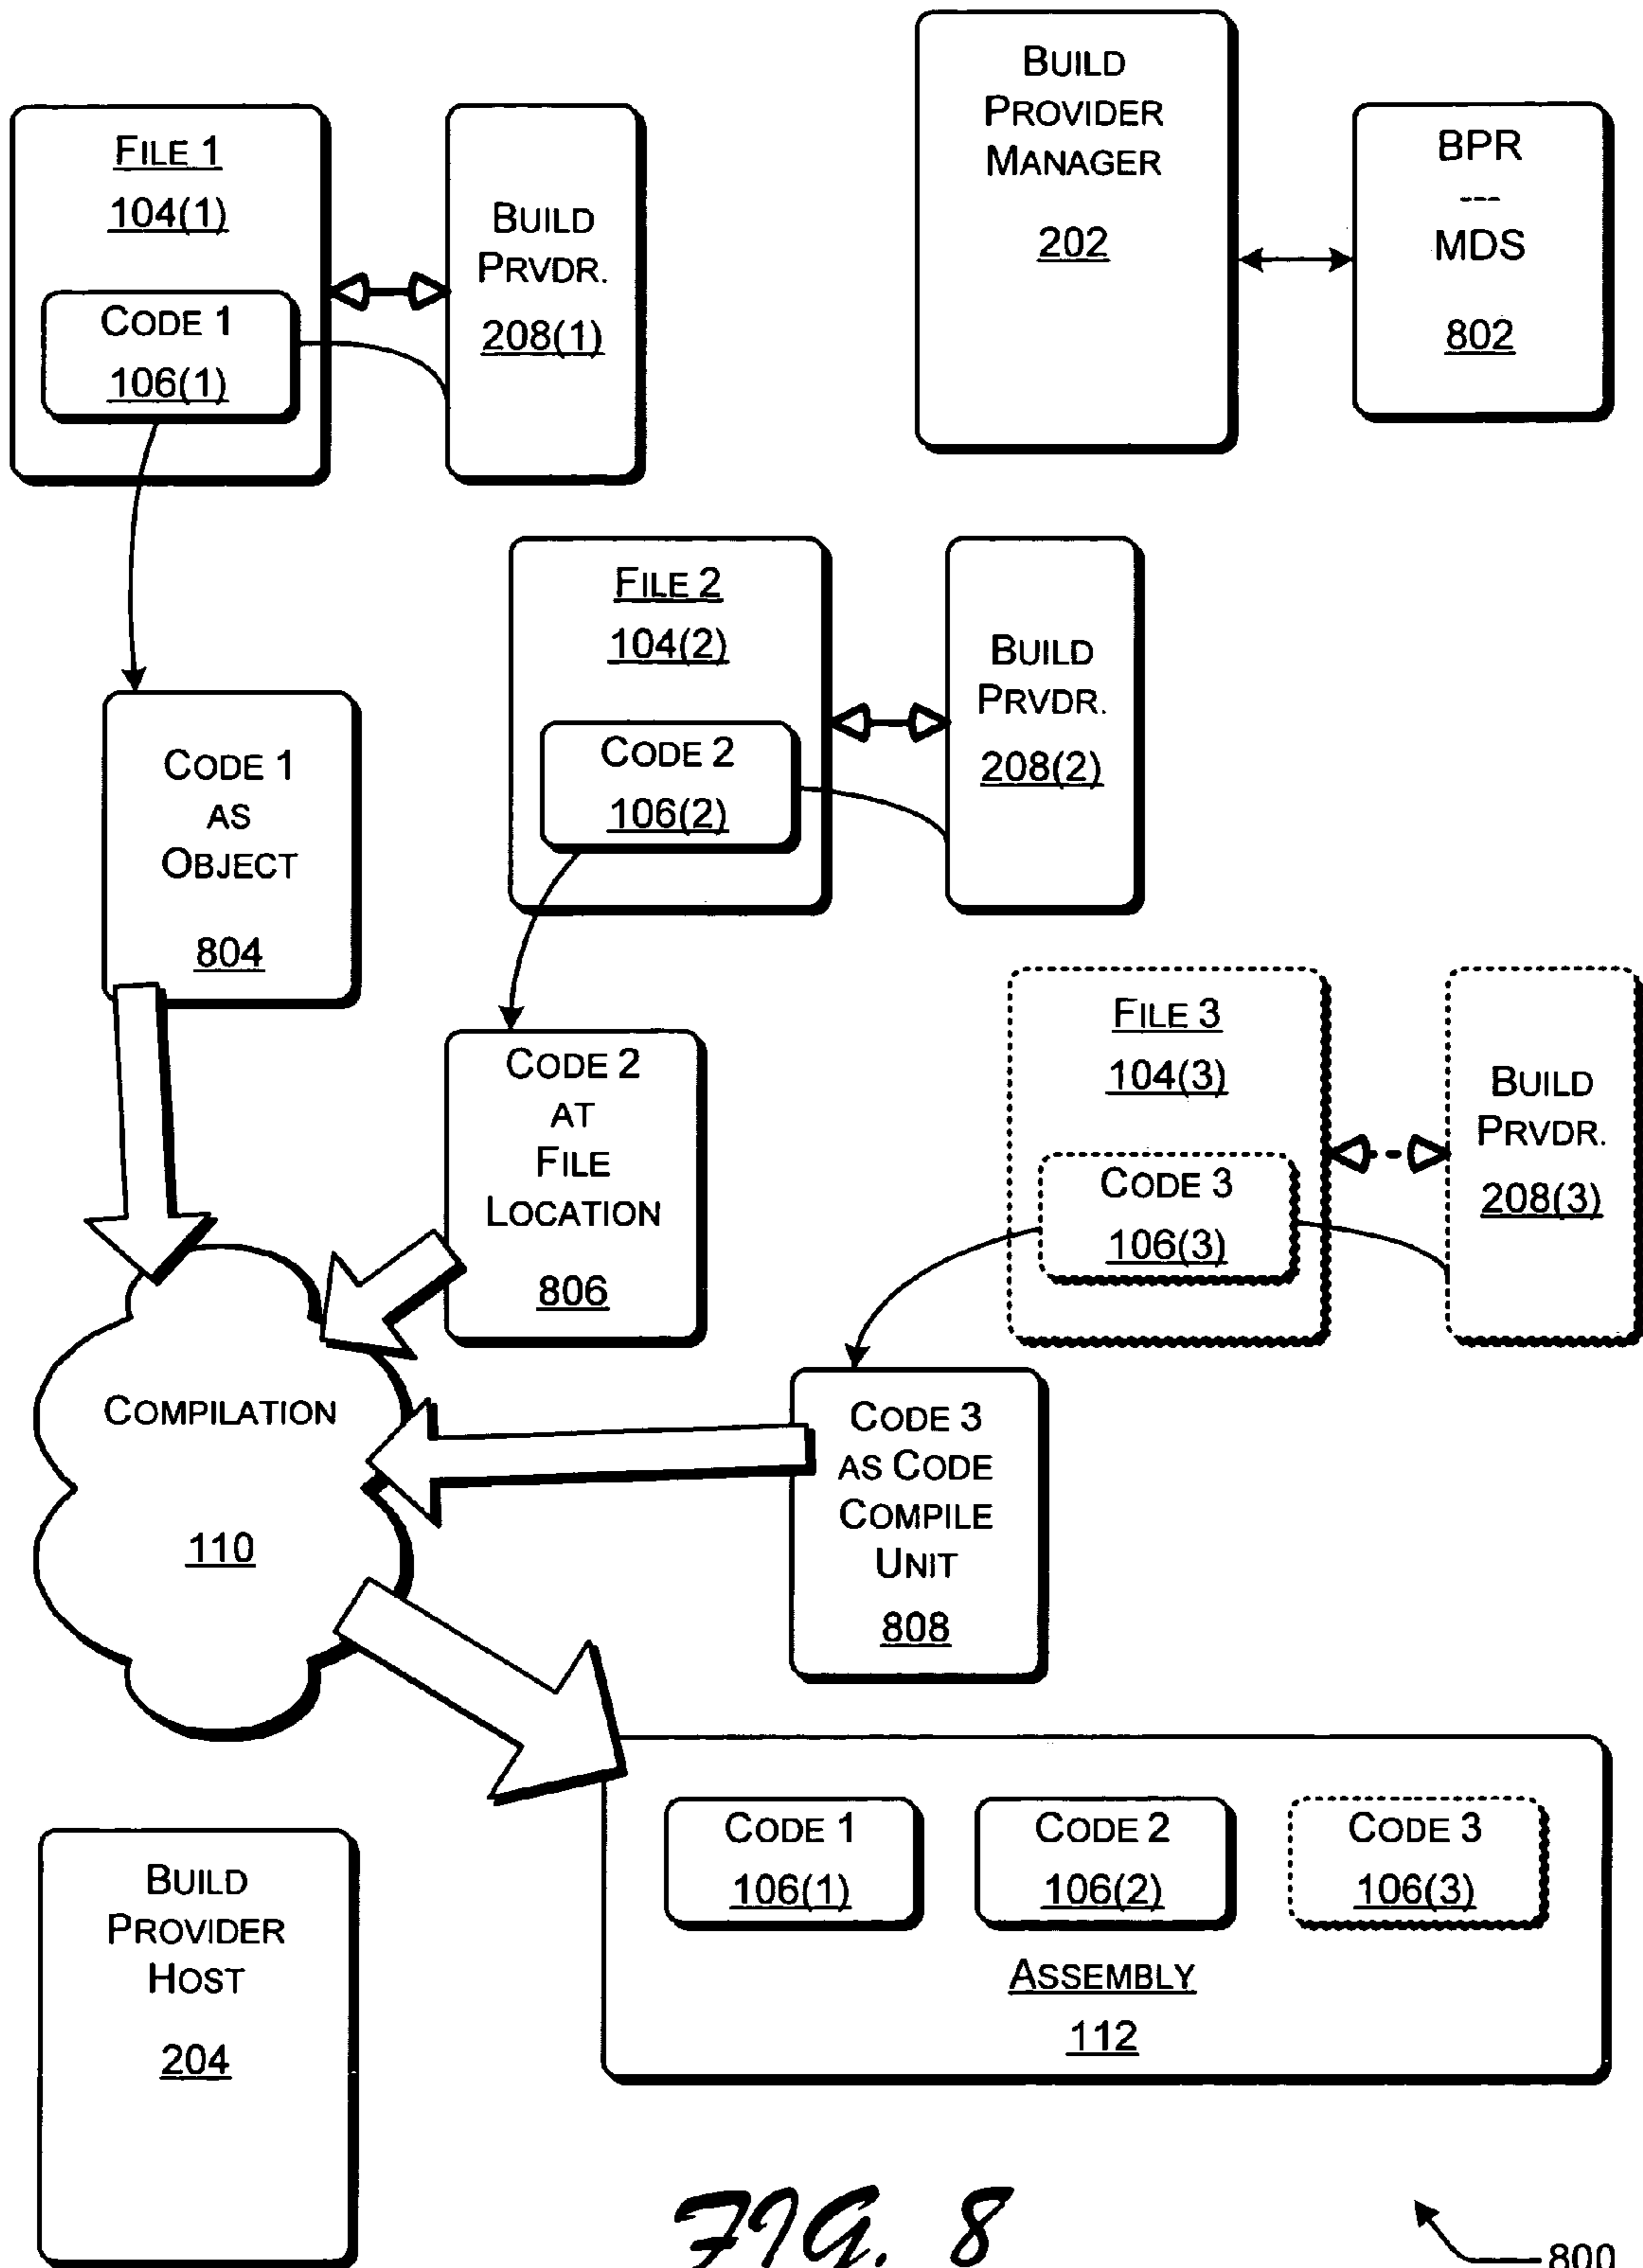 BUILD
PROVIDER
MANAGER
202
BPR
---
MDS
802
FILE 1
104(1)
CODE 1
106(1)
BUILD
PRVDR.
208(1)
FILE 2
104(2)
CODE 2
106(2)
BUILD
PRVDR.
208(2)
CODE 1
AS
OBJECT
804
FILE 3
104(3)
CODE 3
106(3)
BUILD
PRVDR.
208(3)
CODE 2
AT
FILE
LOCATION
806
COMPILATION
110
CODE 3
AS CODE
COMPILE
UNIT
808
CODE 1
106(1)
CODE 2
106(2)
CODE 3
106(3)
ASSEMBLY
112
BUILD
PROVIDER
HOST
204
FIG. 8
800